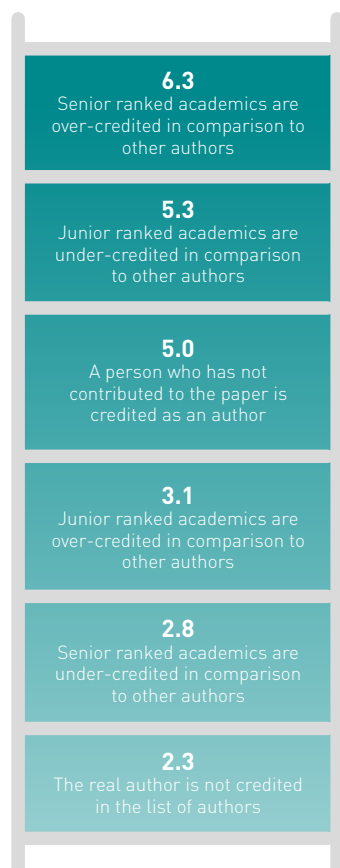 6.3
Senior ranked academics are
over-credited in comparison to
other authors
5.3
Junior ranked academics are
under-credited in comparison
to other authors
5.0
A person who has not
contributed to the paper is
credited as an author
3.1
Junior ranked academics are
over-credited in comparison to
other authors
2.8
Senior ranked academics are
under-credited in comparison
to other authors
2.3
The real author is not credited
in the list of authors